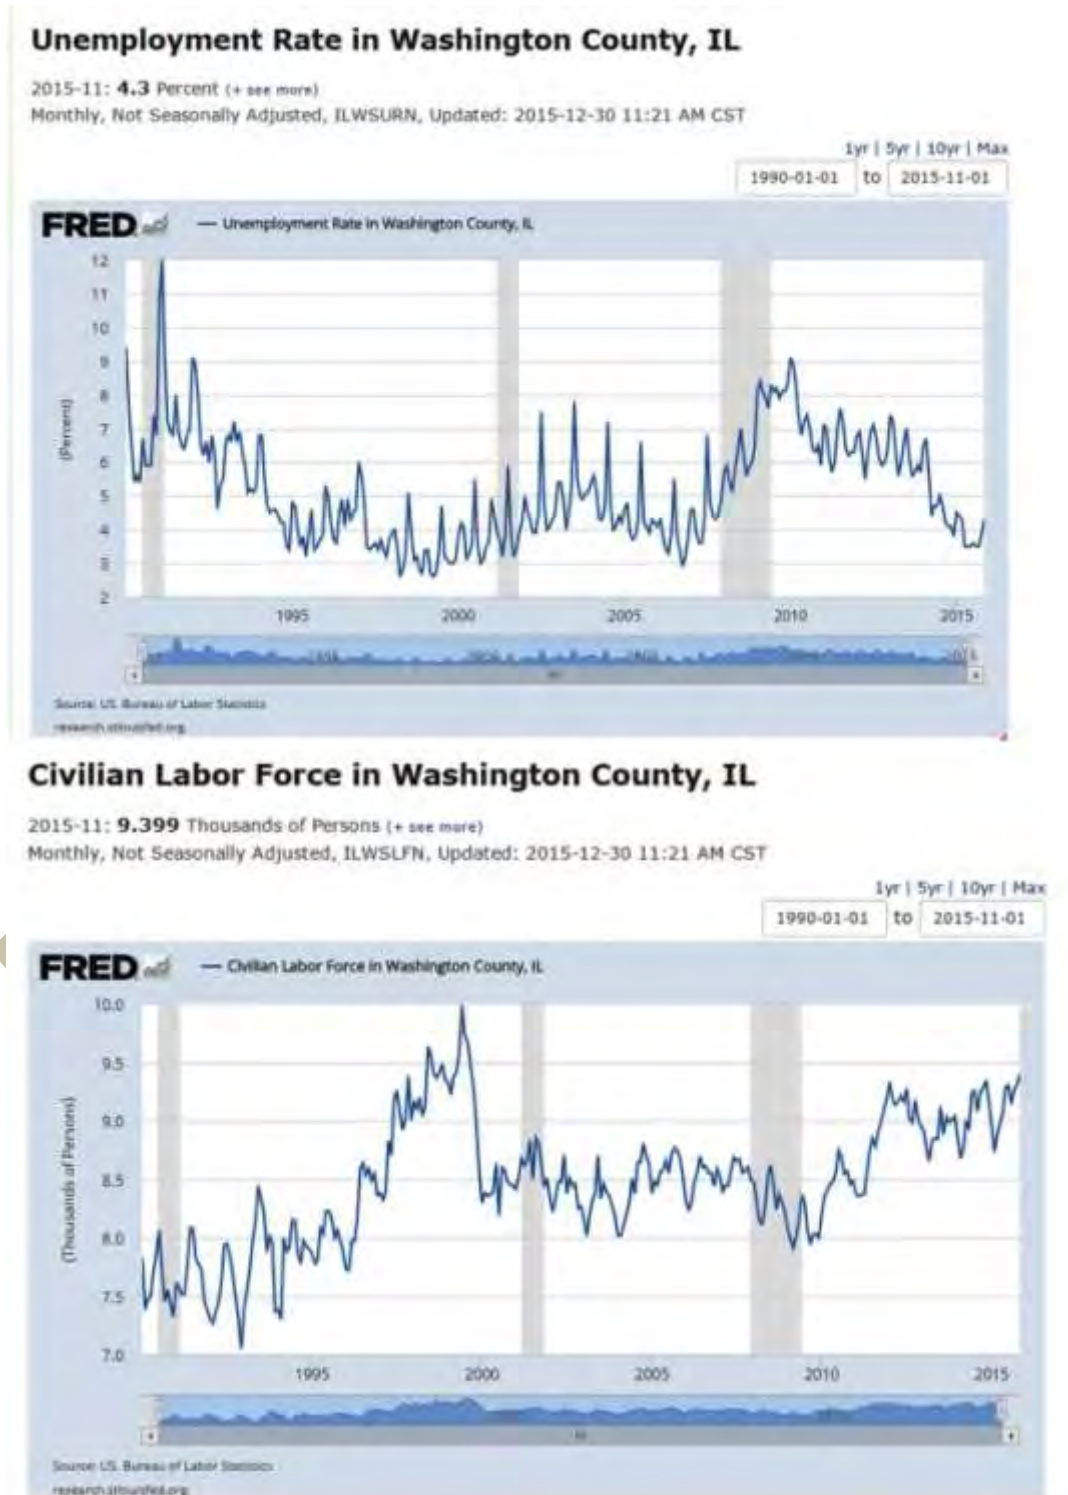 Unemployment Rate in Washington County, IL
2015-11: 4.3 Percent (+ see more)
Monthly, Not Seasonally Adjusted, ILWSURN, Updated: 2015-12-30 11:21 AM CST
1yr | 5yr | 10yr | Max
1990-01-01 to 2015-11-01
FRED — Unemployment Rate in Washington County, IL
12
11
10
9
8
7
6
5
4
3
2
(Percent)
1995 2000 2005 2010 2015
Source: US. Bureau of Labor Statistics
research.stlouisfed.org
Civilian Labor Force in Washington County, IL
2015-11: 9.399 Thousands of Persons (+ see more)
Monthly, Not Seasonally Adjusted, ILWSLFN, Updated: 2015-12-30 11:21 AM CST
1yr | 5yr | 10yr | Max
1990-01-01 to 2015-11-01
FRED — Civilian Labor Force in Washington County, IL
10.0
9.5
9.0
8.5
8.0
7.5
7.0
(Thousands of Persons)
1995 2000 2005 2010 2015
Source: US. Bureau of Labor Statistics
research.stlouisfed.org